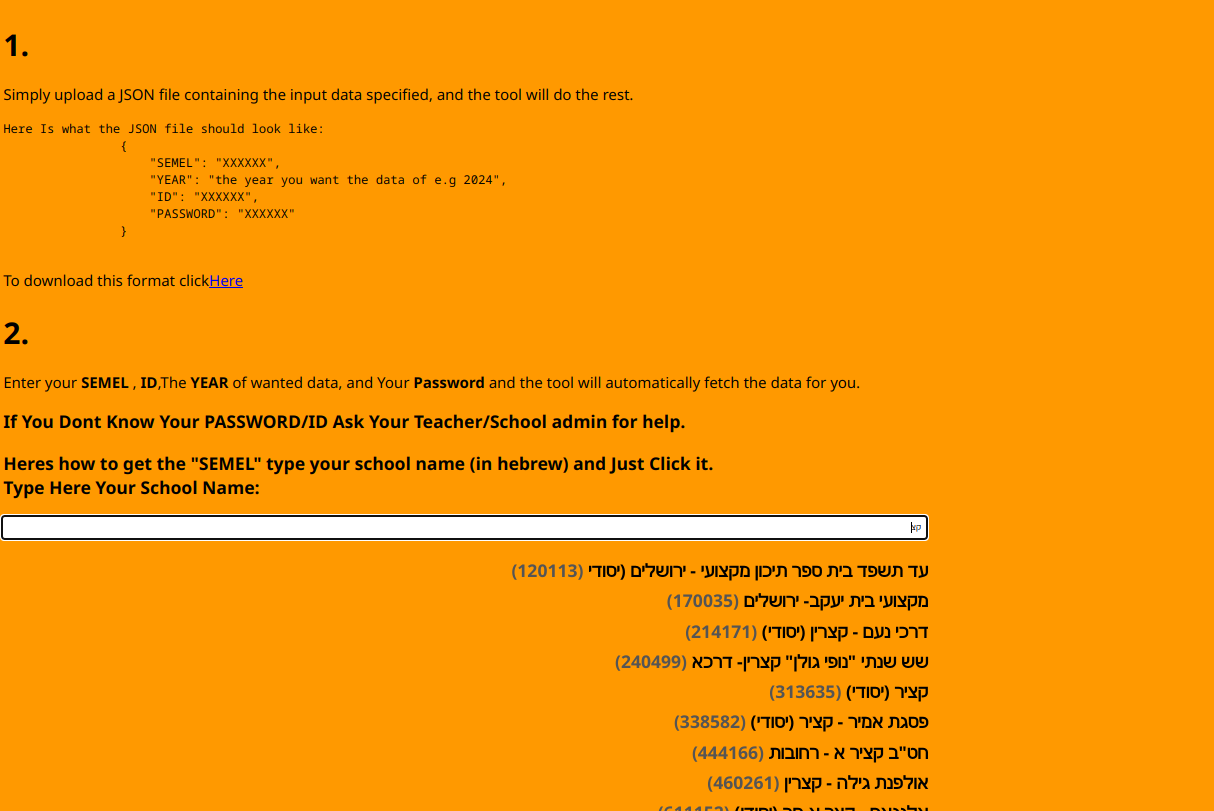 1.
Simply upload a JSON file containing the input data specified, and the tool will do the rest.
Here Is what the JSON file should look like:
{
"SEMEL": "XXXXXX",
"YEAR": "the year you want the data of e.g 2024",
"ID": "XXXXXX",
"PASSWORD": "XXXXXX"
}
To download this format clickHere
2.
Enter your SEMEL , ID,The YEAR of wanted data, and Your Password and the tool will automatically fetch the data for you.
If You Dont Know Your PASSWORD/ID Ask Your Teacher/School admin for help.
Heres how to get the "SEMEL" type your school name (in hebrew) and Just Click it.
Type Here Your School Name:
קצ
עד תשפד בית ספר תיכון מקצועי - ירושלים (יסודי (120113)
מקצועי בית יעקב- ירושלים (170035)
דרכי נעם - קצרין (יסודי) (214171)
שש שנתי "נופי גולן" קצרין- דרכא (240499)
קציר (יסודי) (313635)
פסגת אמיר - קציר (יסודי) (338582)
חט"ב קציר א - רחובות (444166)
אולפנת גילה - קצרין (460261)